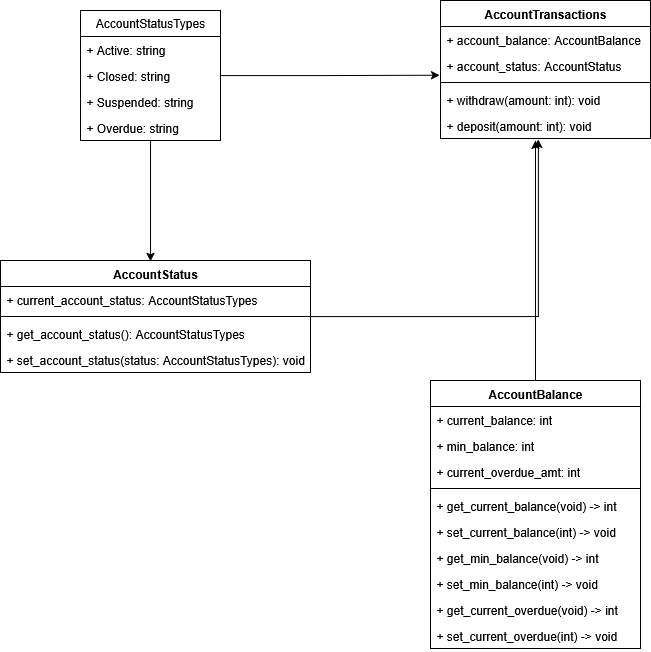 AccountStatusTypes
+ Active: string
+ Closed: string
+ Suspended: string
+ Overdue: string
AccountTransactions
+ account_balance: AccountBalance
+ account_status: AccountStatus
+ withdraw(amount: int): void
+ deposit(amount: int): void
AccountStatus
+ current_account_status: AccountStatusTypes
+ get_account_status(): AccountStatusTypes
+ set_account_status(status: AccountStatusTypes): void
AccountBalance
+ current_balance: int
+ min_balance: int
+ current_overdue_amt: int
+ get_current_balance(void) -> int
+ set_current_balance(int) -> void
+ get_min_balance(void) -> int
+ set_min_balance(int) -> void
+ get_current_overdue(void) -> int
+ set_current_overdue(int) -> void